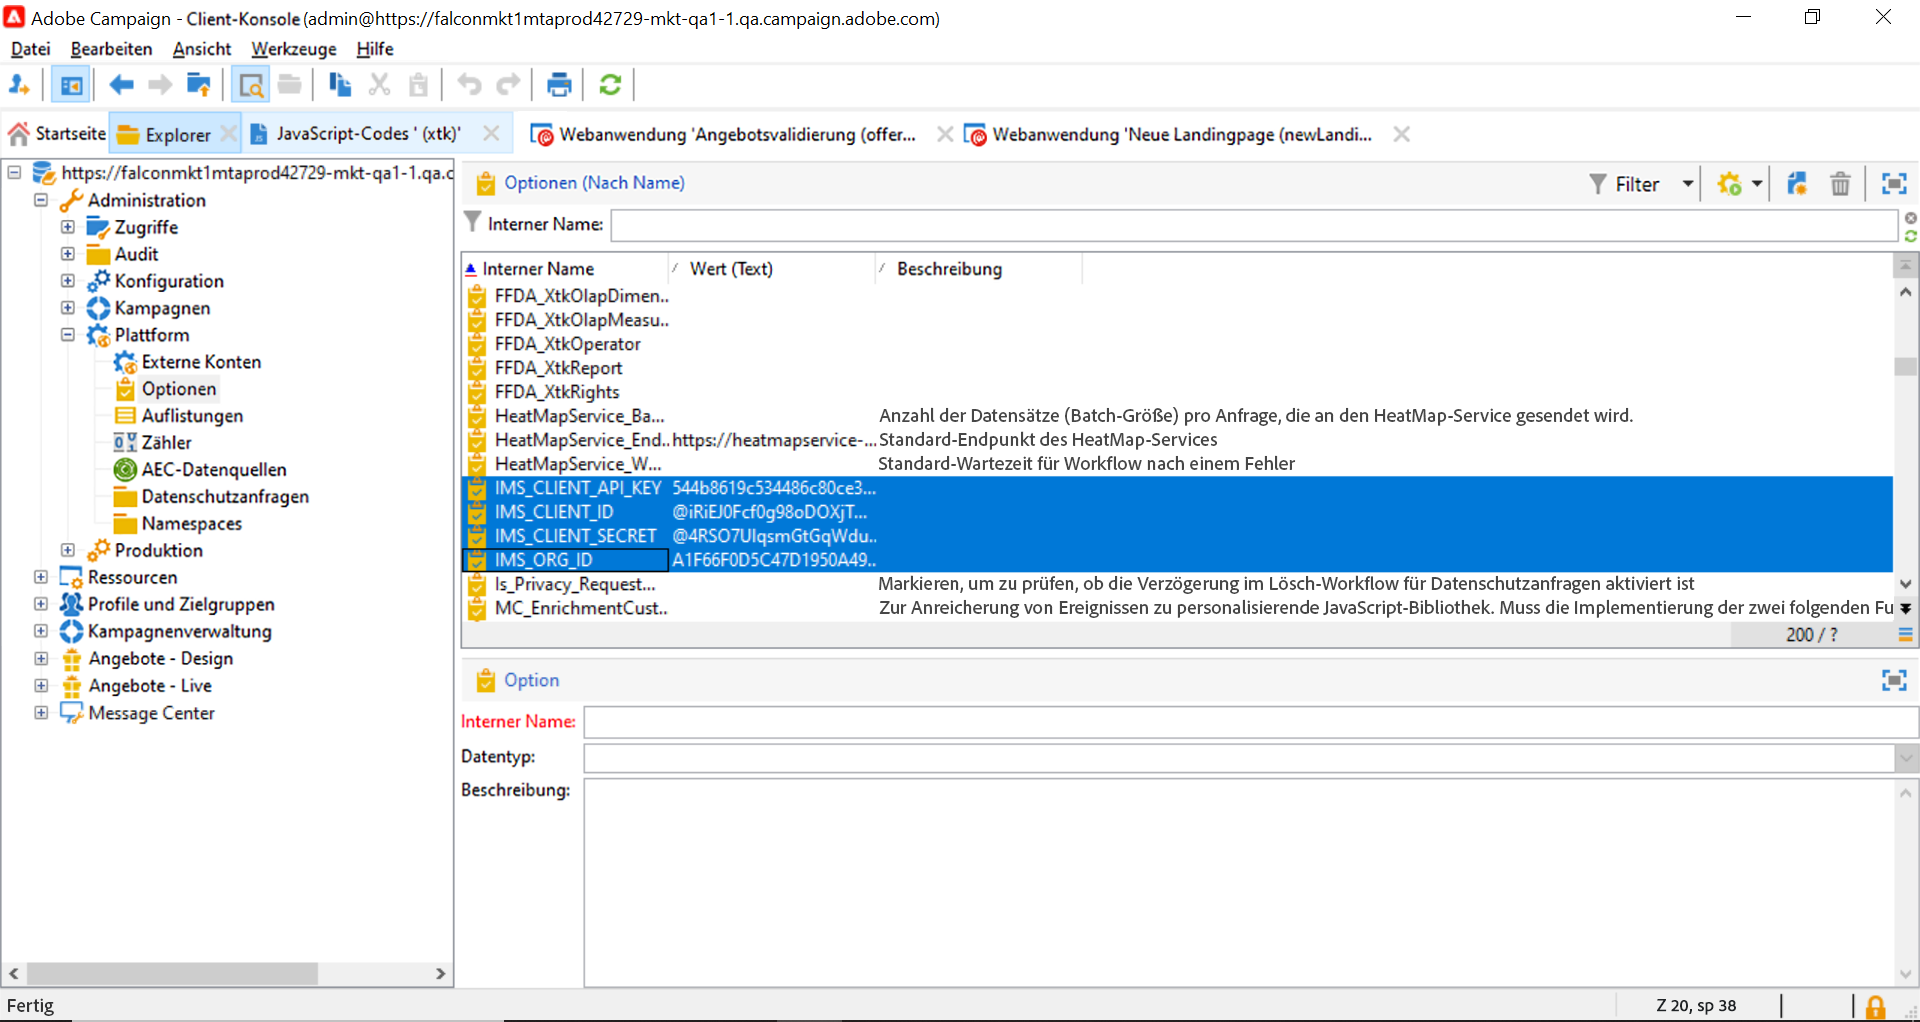 Adobe Campaign - Client-Konsole (admin@https://falconmkt1mtaprod42729-mkt-qa1-1.qa.campaign.adobe.com)
Datei Bearbeiten Ansicht Werkzeuge Hilfe
Startseite Explorer JavaScript-Codes ' (xtk)' Webanwendung 'Angebotsvalidierung (offer... Webanwendung 'Neue Landingpage (newLandi...
https://falconmkt1mtaprod42729-mkt-qa1-1.qa.c
Administration
Zugriffe
Audit
Konfiguration
Kampagnen
Plattform
Externe Konten
Optionen
Auflistungen
Zähler
AEC-Datenquellen
Datenschutzanfragen
Namespaces
Produktion
Ressourcen
Profile und Zielgruppen
Kampagnenverwaltung
Angebote - Design
Angebote - Live
Message Center
Optionen (Nach Name) Filter
Interner Name:
Interner Name Wert (Text) Beschreibung
FFDA_XtkOlapDimen..
FFDA_XtkOlapMeasu..
FFDA_XtkOperator
FFDA_XtkReport
FFDA_XtkRights
HeatMapService_Ba... Anzahl der Datensätze (Batch-Größe) pro Anfrage, die an den HeatMap-Service gesendet wird.
HeatMapService_End.. https://heatmapservice-... Standard-Endpunkt des HeatMap-Services
HeatMapService_W... Standard-Wartezeit für Workflow nach einem Fehler
IMS_CLIENT_API_KEY 544b8619c534486c80ce3...
IMS_CLIENT_ID @iRiEJ0Fcf0g98oDOXjT...
IMS_CLIENT_SECRET @4RSO7UlqsmGtGqWdu..
IMS_ORG_ID A1F66F0D5C47D1950A49..
Is_Privacy_Request... Markieren, um zu prüfen, ob die Verzögerung im Lösch-Workflow für Datenschutzanfragen aktiviert ist
MC_EnrichmentCust.. Zur Anreicherung von Ereignissen zu personalisierende JavaScript-Bibliothek. Muss die Implementierung der zwei folgenden Fu
200 / ?
Option
Interner Name:
Datentyp:
Beschreibung:
Fertig Z 20, sp 38